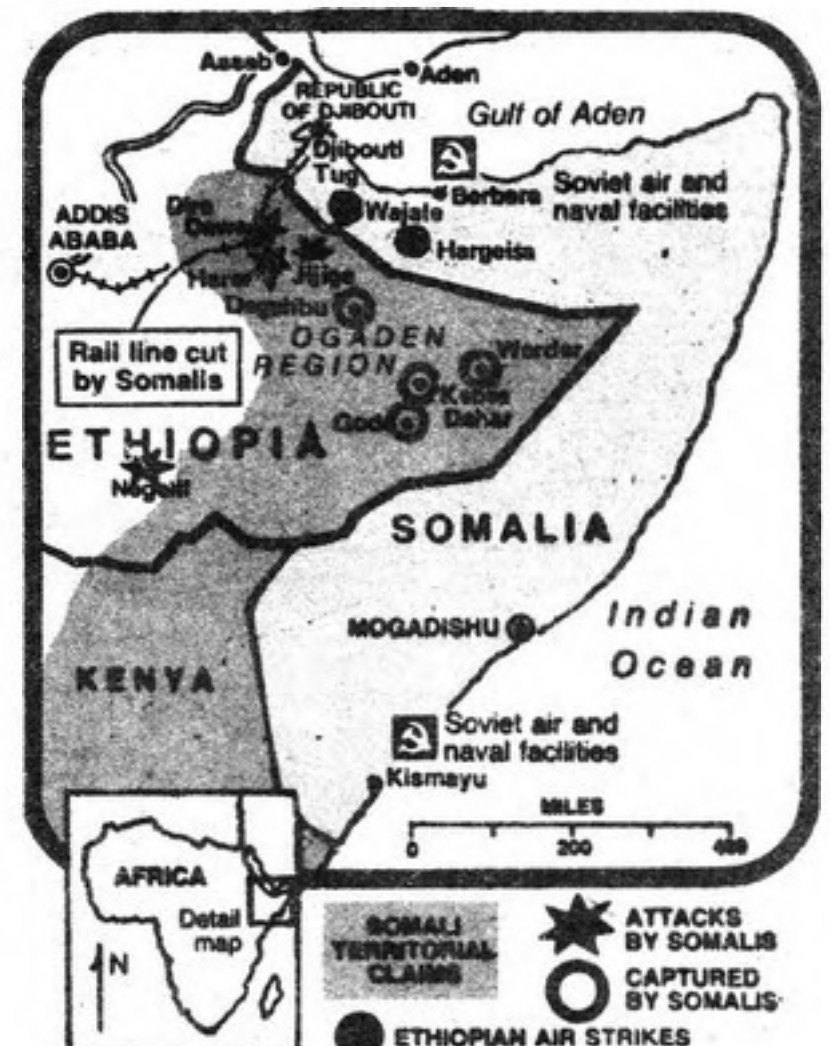 Assab
Aden
REPUBLIC
OF DJIBOUTI
Gulf of Aden
Djibouti
Tug
Wajale
Berbera
Soviet air and
naval facilities
ADDIS
ABABA
Dire
Dawa
Hargeisa
Harer
Jijiga
Degehbu
Rail line cut
by Somalis
OGADEN
REGION
Werder
Kebre
Dehar
Gode
ETHIOPIA
Negelli
SOMALIA
MOGADISHU
Indian
Ocean
KENYA
Soviet air and
naval facilities
Kismayu
MILES
0 200 400
AFRICA
Detail
map
N
SOMALI
TERRITORIAL
CLAIMS
ATTACKS
BY SOMALIS
CAPTURED
BY SOMALIS
ETHIOPIAN AIR STRIKES